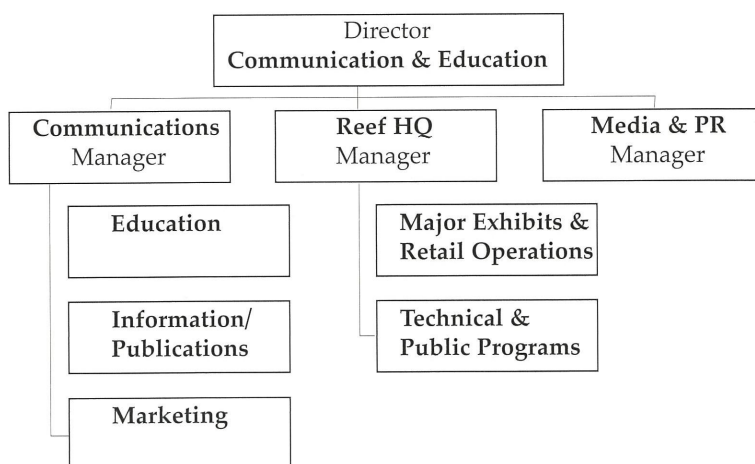 Director
Communication & Education
Communications
Manager
Reef HQ
Manager
Media & PR
Manager
Education
Major Exhibits &
Retail Operations
Information/
Publications
Technical &
Public Programs
Marketing